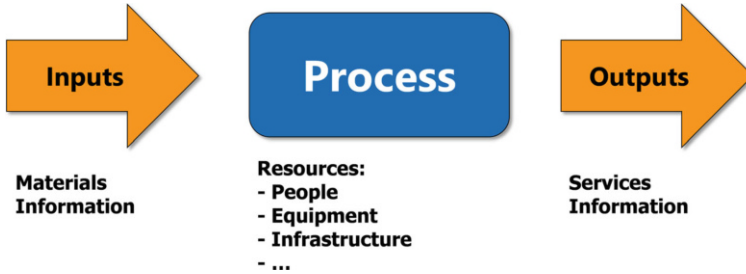 Inputs
Process
Outputs
Materials
Information
Resources:
- People
- Equipment
- Infrastructure
- ...
Services
Information